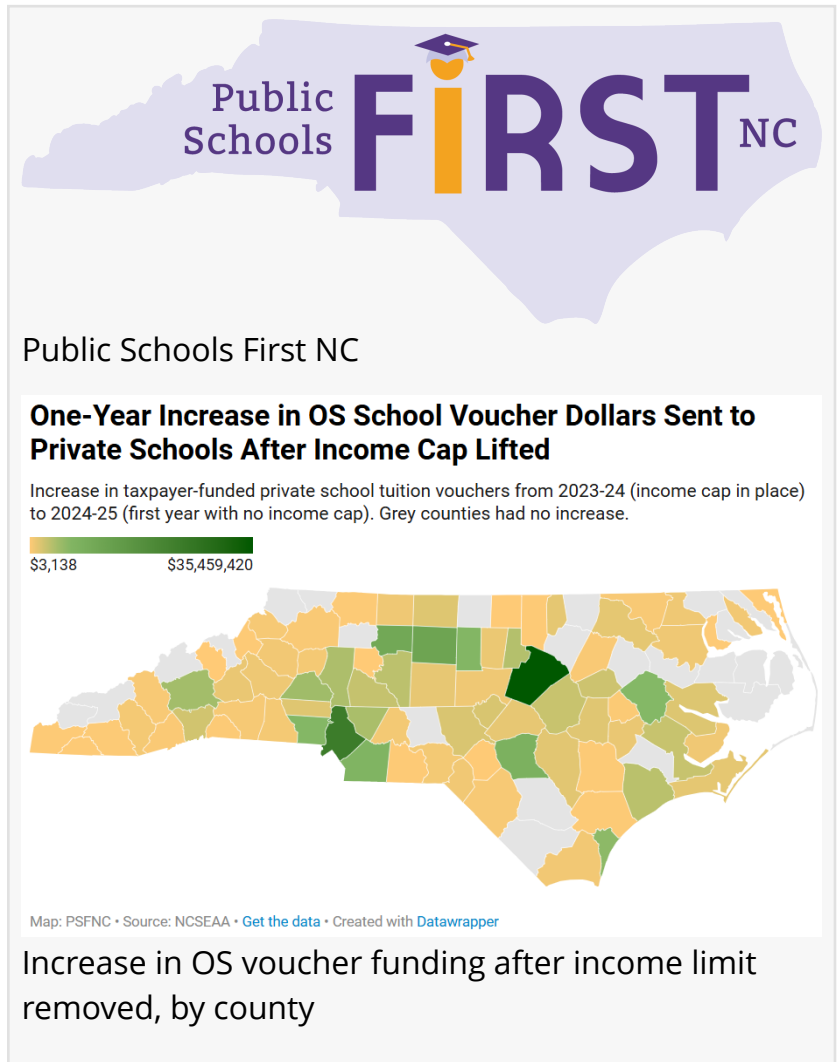 Public
Schools
FiRST
NC
Public Schools First NC
One-Year Increase in OS School Voucher Dollars Sent to
Private Schools After Income Cap Lifted
Increase in taxpayer-funded private school tuition vouchers from 2023-24 (income cap in place)
to 2024-25 (first year with no income cap). Grey counties had no increase.
$3,138 $35,459,420
Map: PSFNC • Source: NCSEAA • Get the data • Created with Datawrapper
Increase in OS voucher funding after income limit
removed, by county